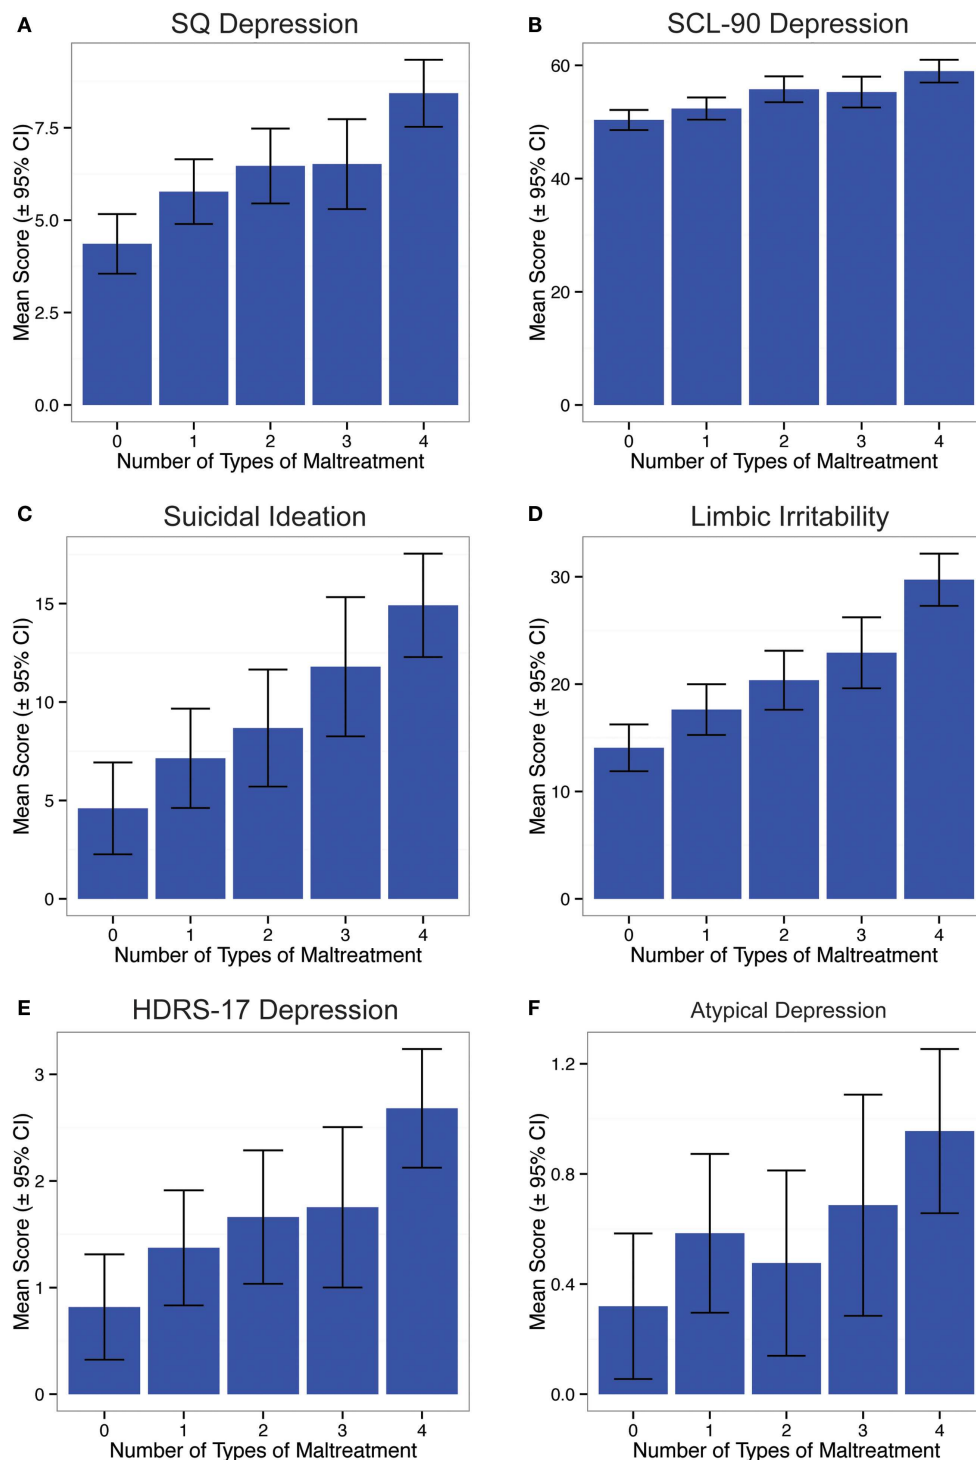 A SQ Depression
Mean Score (± 95% CI)
7.5
5.0
2.5
0.0
0 1 2 3 4
Number of Types of Maltreatment
B SCL-90 Depression
Mean Score (± 95% CI)
60
40
20
0
0 1 2 3 4
Number of Types of Maltreatment
C Suicidal Ideation
Mean Score (± 95% CI)
15
10
5
0
0 1 2 3 4
Number of Types of Maltreatment
D Limbic Irritability
Mean Score (± 95% CI)
30
20
10
0
0 1 2 3 4
Number of Types of Maltreatment
E HDRS-17 Depression
Mean Score (± 95% CI)
3
2
1
0
0 1 2 3 4
Number of Types of Maltreatment
F Atypical Depression
Mean Score (± 95% CI)
1.2
0.8
0.4
0.0
0 1 2 3 4
Number of Types of Maltreatment